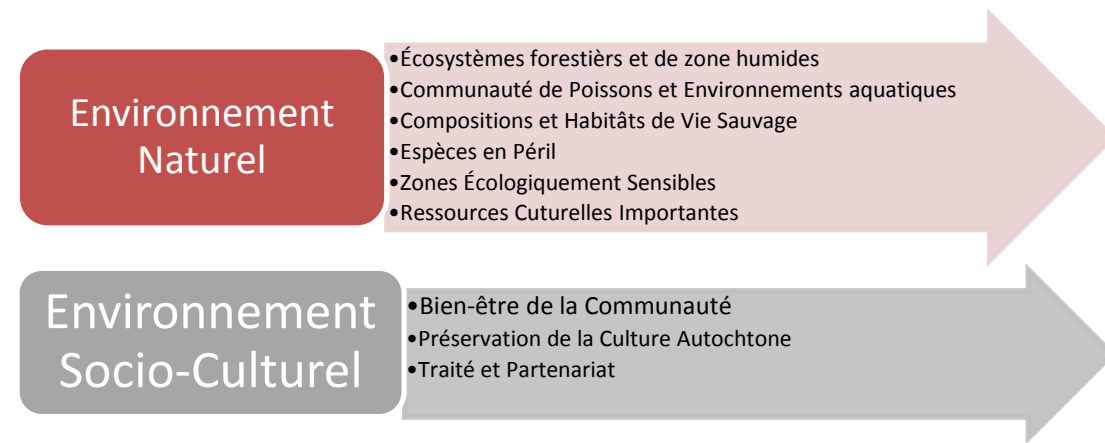 Environnement
Naturel
•Écosystèmes forestièrs et de zone humides
•Communauté de Poissons et Environements aquatiques
•Compositions et Habitâts de Vie Sauvage
•Espèces en Péril
•Zones Écologiquement Sensibles
•Ressources Cuturelles Importantes
Environnement
Socio-Culturel
•Bien-être de la Communauté
•Préservation de la Culture Autochtone
•Traité et Partenariat